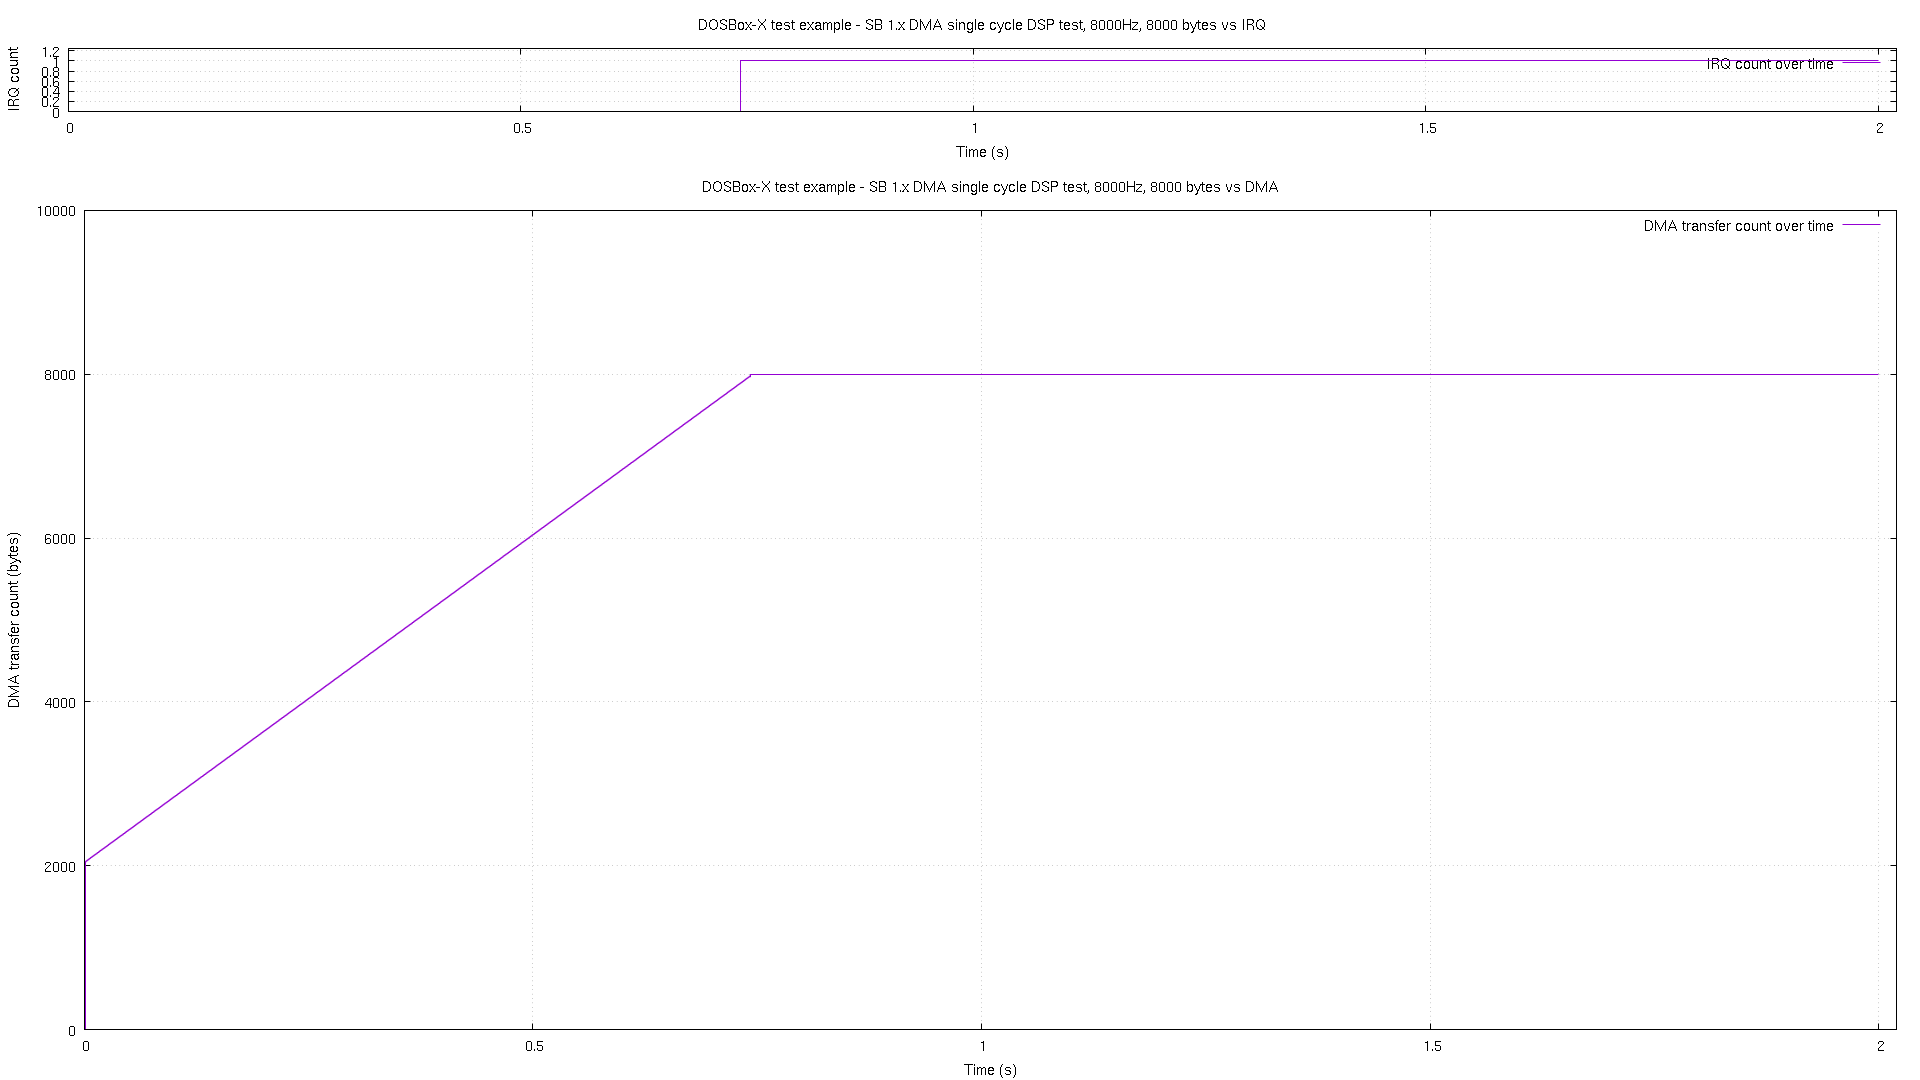 DOSBox-X test example - SB 1.x DMA single cycle DSP test, 8000Hz, 8000 bytes vs IRQ
IRQ count
1.2
1
0.8
0.6
0.4
0.2
0
IRQ count over time
0 0.5 1 1.5 2
Time (s)
DOSBox-X test example - SB 1.x DMA single cycle DSP test, 8000Hz, 8000 bytes vs DMA
DMA transfer count (bytes)
10000
DMA transfer count over time
8000
6000
4000
2000
0
0 0.5 1 1.5 2
Time (s)